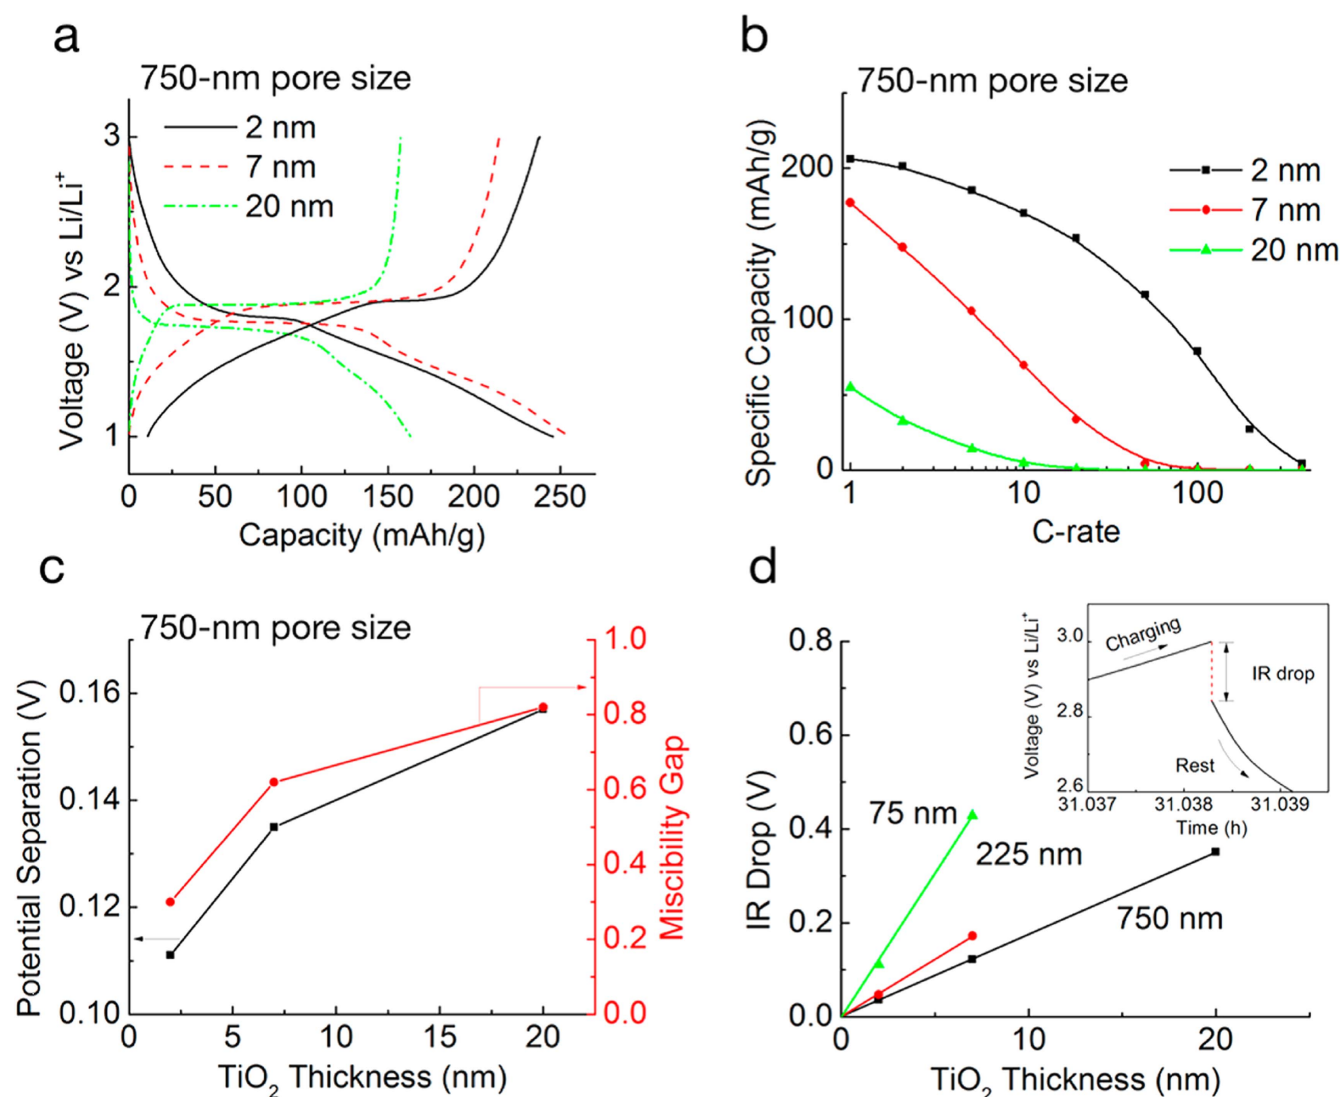 a
750-nm pore size
2 nm
7 nm
20 nm
3
2
1
Voltage (V) vs Li/Li⁺
0 50 100 150 200 250
Capacity (mAh/g)
b
750-nm pore size
2 nm
7 nm
20 nm
200
100
0
Specific Capacity (mAh/g)
1 10 100
C-rate
c
750-nm pore size
0.16
0.14
0.12
0.10
Potential Separation (V)
1.0
0.8
0.6
0.4
0.2
0.0
Miscibility Gap
0 5 10 15 20
TiO₂ Thickness (nm)
d
0.8
0.6
0.4
0.2
0.0
IR Drop (V)
75 nm
225 nm
750 nm
0 10 20
TiO₂ Thickness (nm)
Voltage (V) vs Li/Li⁺
3.0
2.8
2.6
Charging
IR drop
Rest
31.037 31.038 31.039
Time (h)